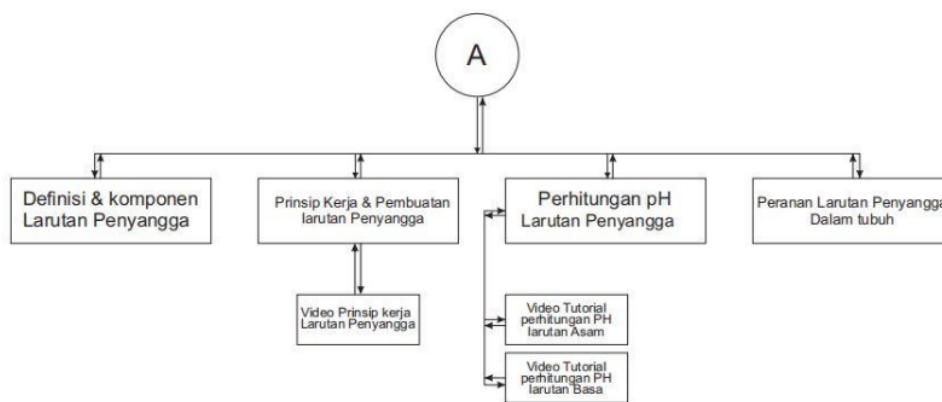 A
Definisi & komponen
Larutan Penyangga
Prinsip Kerja & Pembuatan
larutan Penyangga
Perhitungan pH
Larutan Penyangga
Peranan Larutan Penyangga
Dalam tubuh
Video Prinsip kerja
Larutan Penyangga
Video Tutorial
perhitungan PH
larutan Asam
Video Tutorial
perhitungan PH
larutan Basa